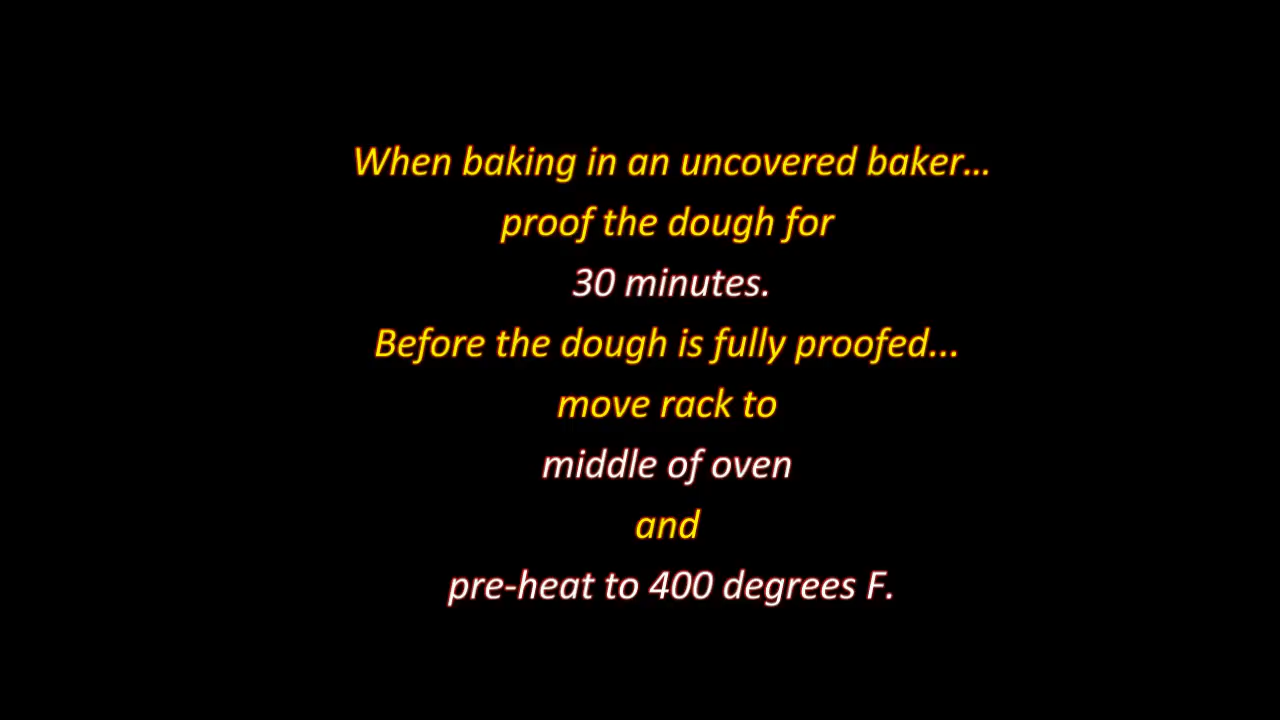 When baking in an uncovered baker...
proof the dough for
30 minutes.
Before the dough is fully proofed...
move rack to
middle of oven
and
pre-heat to 400 degrees F.